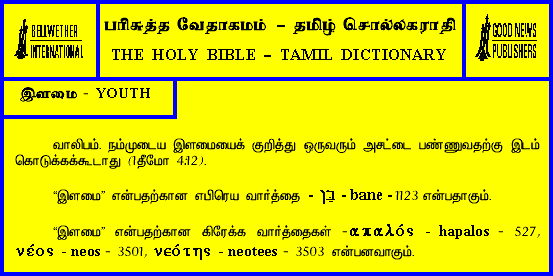 BELLWETHER
INTERNATIONAL
பரிசுத்த வேதாகமம் – தமிழ் சொல்லகராதி
THE HOLY BIBLE – TAMIL DICTIONARY
GOOD NEWS
PUBLISHERS
இளமை - YOUTH
வாலிபம். நம்முடைய இளமையைக் குறித்து ஒருவரும் அசட்டை பண்ணுவதற்கு இடம்
கொடுக்கக்கூடாது (1தீமோ 4:12).
“இளமை” என்பதற்கான எபிரெய வார்த்தை - בֵּן - bane -1123 என்பதாகும்.
“இளமை” என்பதற்கான கிரேக்க வார்த்தைகள் -απαλός - hapalos - 527,
νέος - neos - 3501, νεότης - neotees - 3503 என்பனவாகும்.